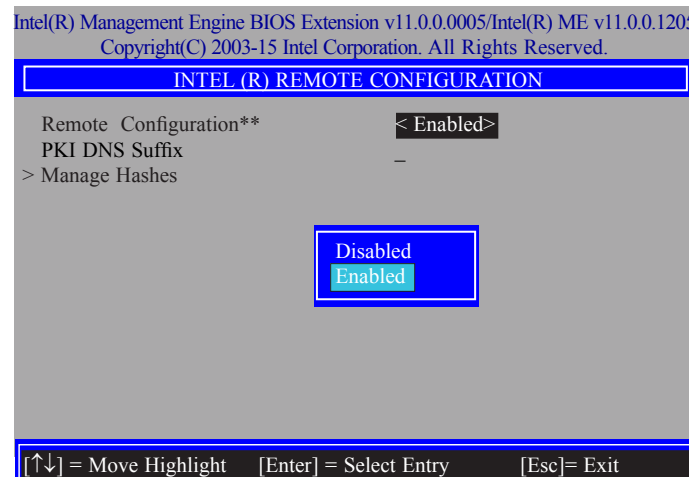 Intel(R) Management Engine BIOS Extension v11.0.0.0005/Intel(R) ME v11.0.0.1205
Copyright(C) 2003-15 Intel Corporation. All Rights Reserved.
INTEL (R) REMOTE CONFIGURATION
Remote Configuration** < Enabled>
PKI DNS Suffix _
> Manage Hashes
Disabled
Enabled
[↑↓] = Move Highlight [Enter] = Select Entry [Esc]= Exit